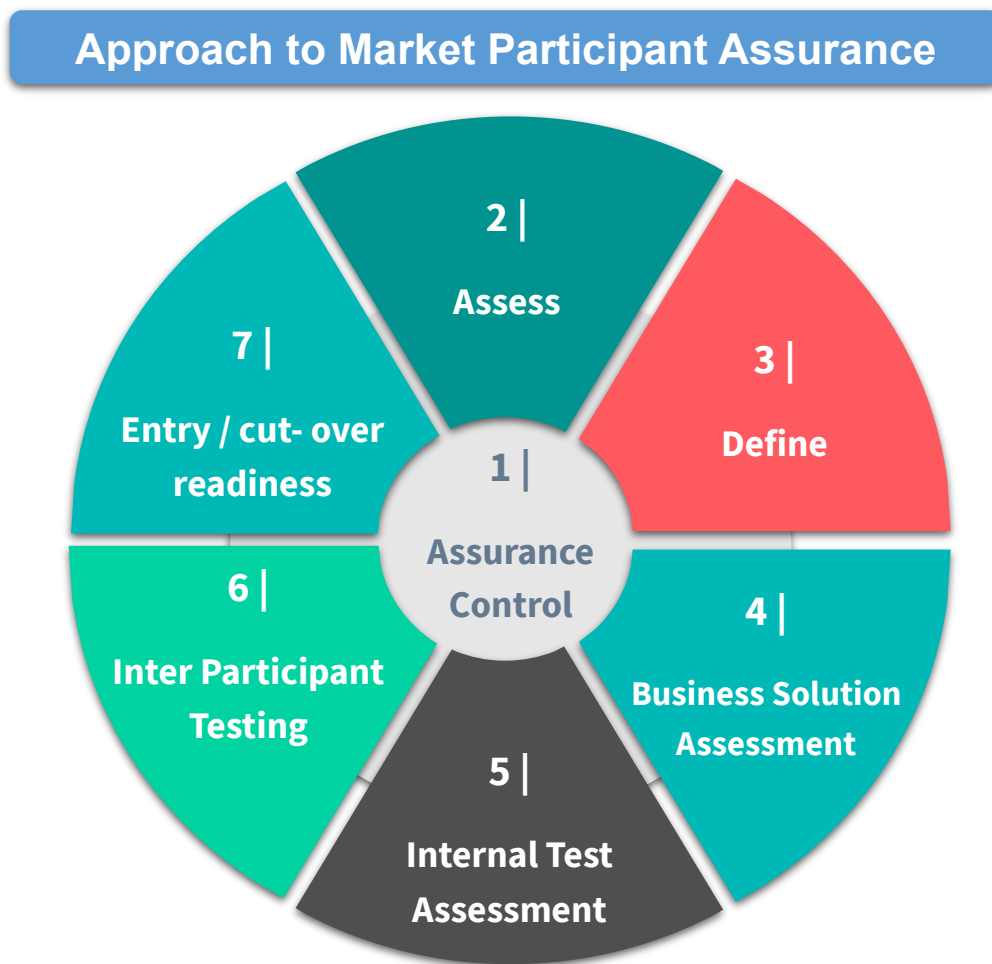 Approach to Market Participant Assurance
1 |
Assurance
Control
2 |
Assess
3 |
Define
4 |
Business Solution
Assessment
5 |
Internal Test
Assessment
6 |
Inter Participant
Testing
7 |
Entry / cut- over
readiness